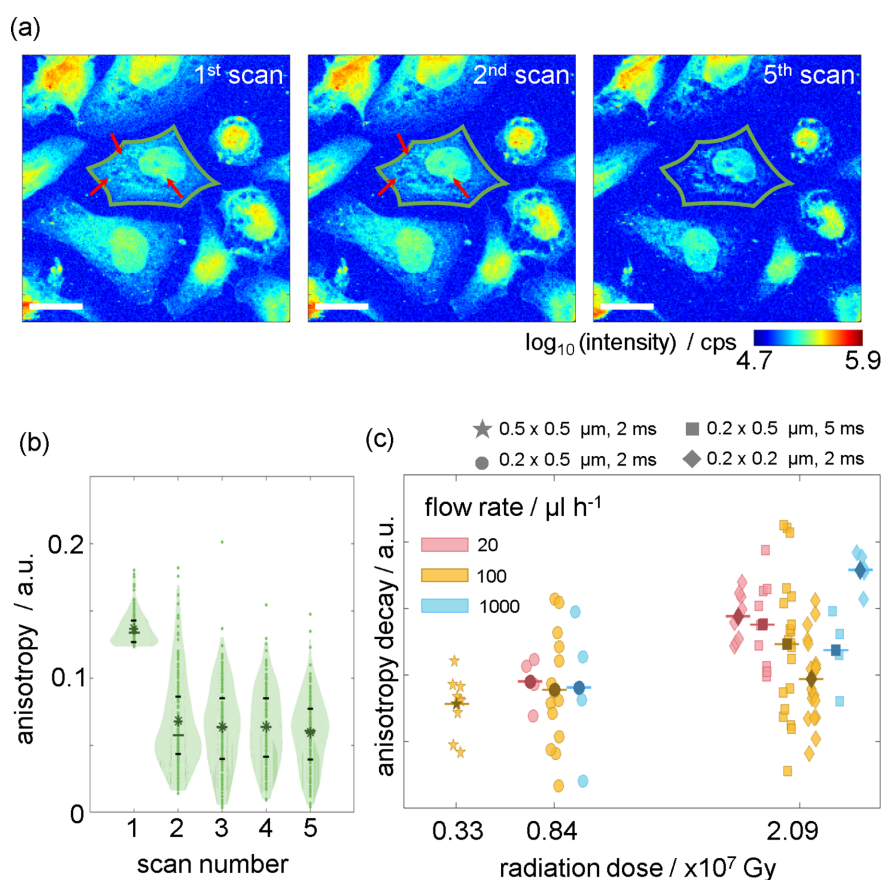 (a)
1st scan
2nd scan
5th scan
log10 (intensity) / cps
4.7
5.9
(b)
anisotropy / a.u.
0.2
0.1
0
1 2 3 4 5
scan number
(c)
0.5 x 0.5 µm, 2 ms
0.2 x 0.5 µm, 5 ms
0.2 x 0.5 µm, 2 ms
0.2 x 0.2 µm, 2 ms
anisotropy decay / a.u.
flow rate / µl h-1
20
100
1000
0.33 0.84 2.09
radiation dose / x10⁷ Gy